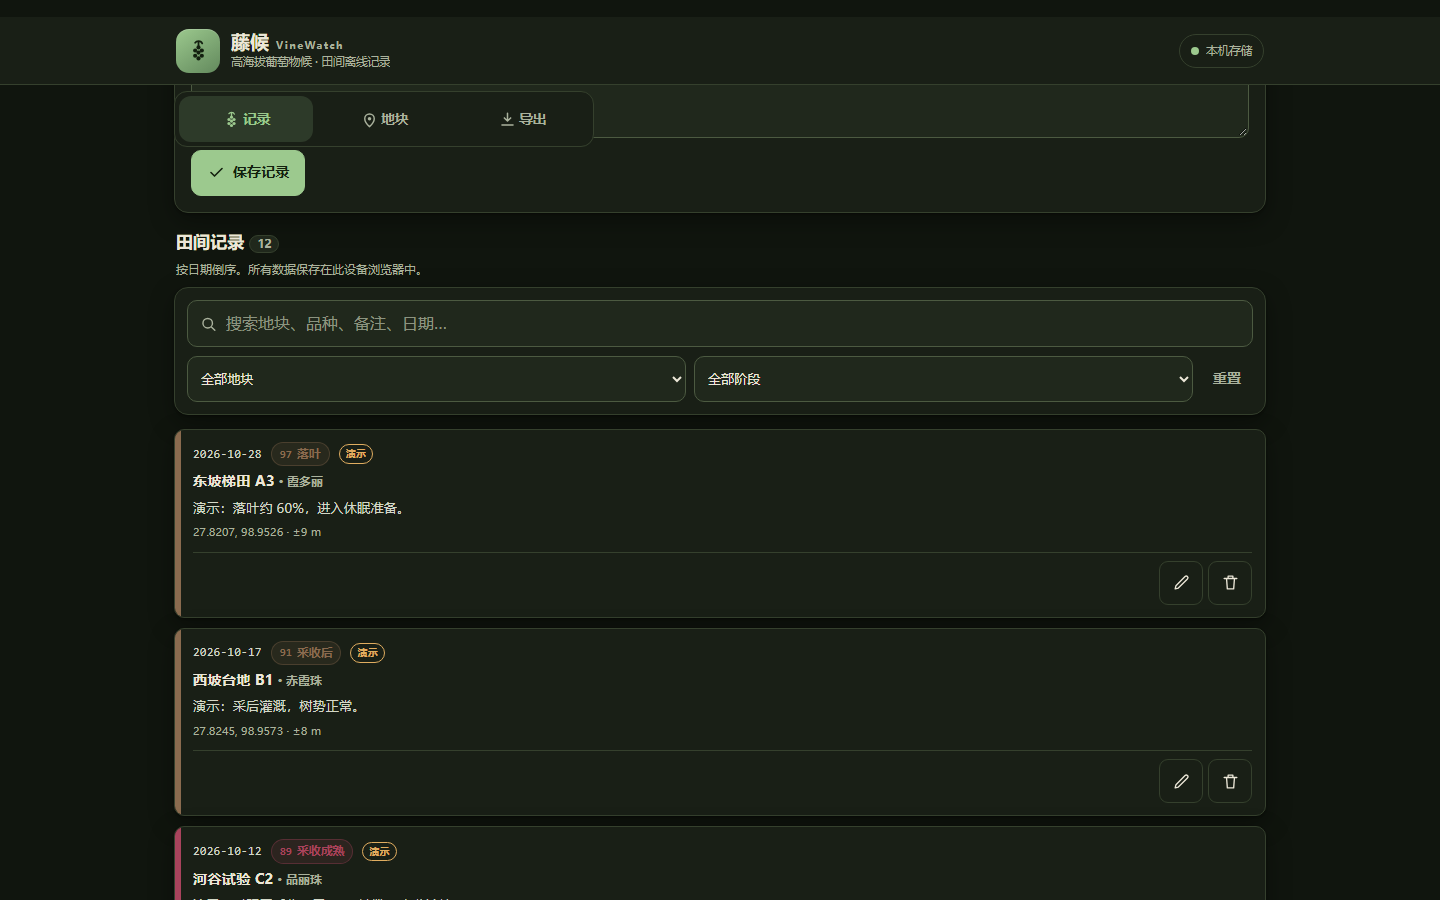 藤候 VineWatch
高海拔葡萄物候 · 田间离线记录
本机存储
记录
地块
导出
保存记录
田间记录 12
按日期倒序。所有数据保存在此设备浏览器中。
搜索地块、品种、备注、日期...
全部地块
全部阶段
重置
2026-10-28 97 落叶 演示
东坡梯田 A3 • 霞多丽
演示：落叶约 60%，进入休眠准备。
27.8207, 98.9526 · ±9 m
2026-10-17 91 采收后 演示
西坡台地 B1 • 赤霞珠
演示：采后灌溉，树势正常。
27.8245, 98.9573 · ±8 m
2026-10-12 89 采收成熟 演示
河谷试验 C2 • 品丽珠